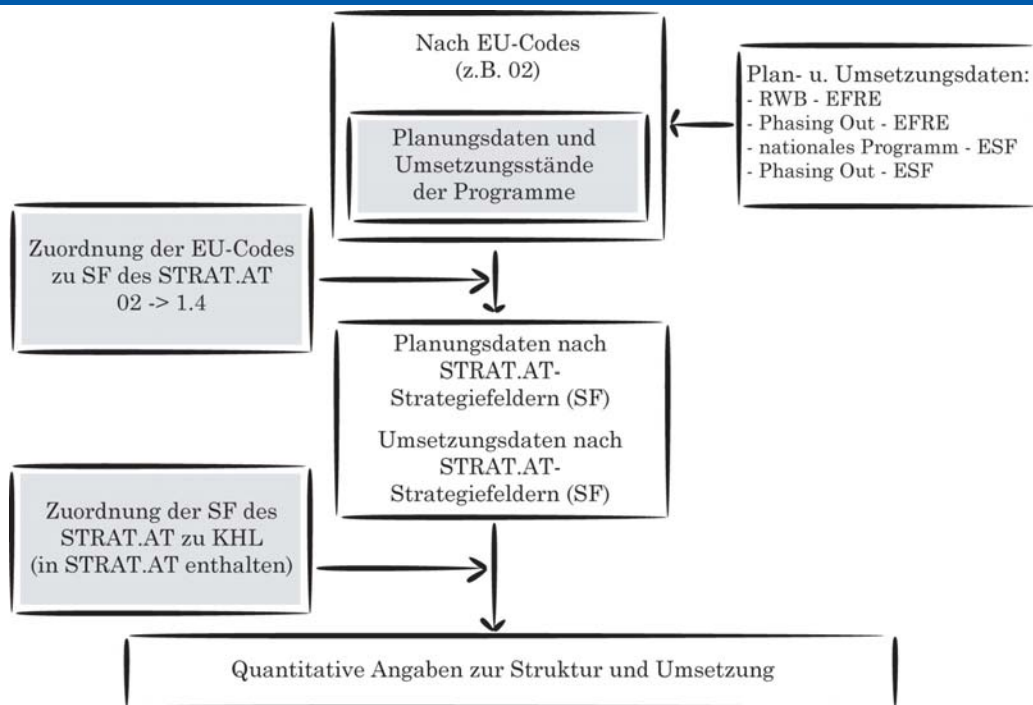 Nach EU-Codes
(z.B. 02)
Planungsdaten und
Umsetzungsstände
der Programme
Plan- u. Umsetzungsdaten:
- RWB - EFRE
- Phasing Out - EFRE
- nationales Programm - ESF
- Phasing Out - ESF
Zuordnung der EU-Codes
zu SF des STRAT.AT
02 -> 1.4
Planungsdaten nach
STRAT.AT-
Strategiefeldern (SF)
Umsetzungsdaten nach
STRAT.AT-
Strategiefeldern (SF)
Zuordnung der SF des
STRAT.AT zu KHL
(in STRAT.AT enthalten)
Quantitative Angaben zur Struktur und Umsetzung